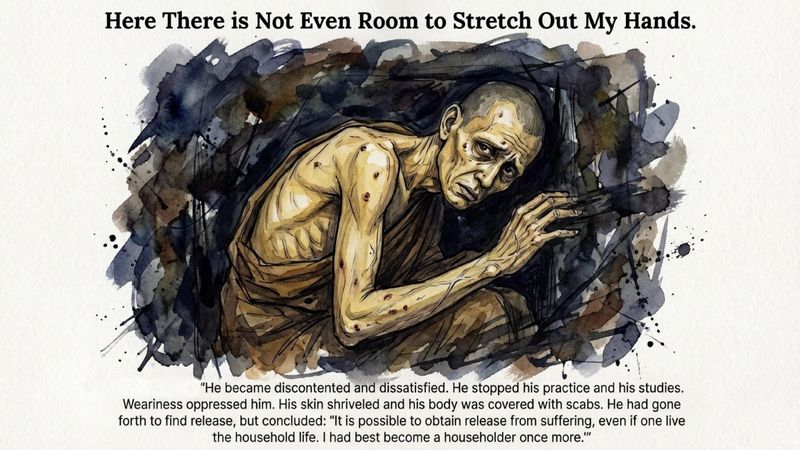 Here There is Not Even Room to Stretch Out My Hands.
"He became discontented and dissatisfied. He stopped his practice and his studies.
Weariness oppressed him. His skin shriveled and his body was covered with scabs. He had gone
forth to find release, but concluded: "It is possible to obtain release from suffering, even if one live
the household life. I had best become a householder once more.'"